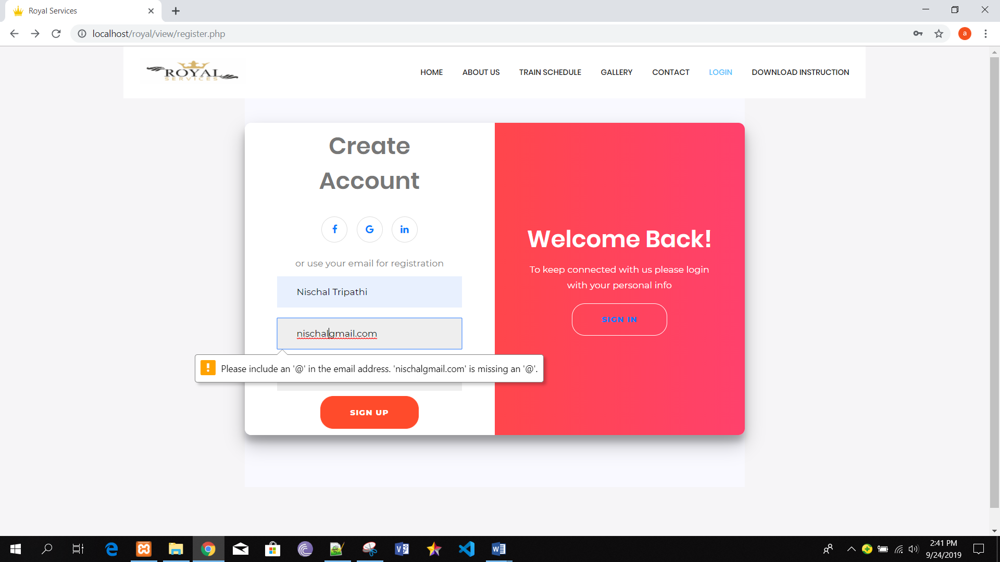 Royal Services
localhost/royal/view/register.php
a
ROYAL
SERVICES
HOME
ABOUT US
TRAIN SCHEDULE
GALLERY
CONTACT
LOGIN
DOWNLOAD INSTRUCTION
Create
Account
f
G
in
or use your email for registration
Nischal Tripathi
nischalgmail.com
Please include an '@' in the email address. 'nischalgmail.com' is missing an '@'.
SIGN UP
Welcome Back!
To keep connected with us please login
with your personal info
SIGN IN
2:41 PM
9/24/2019